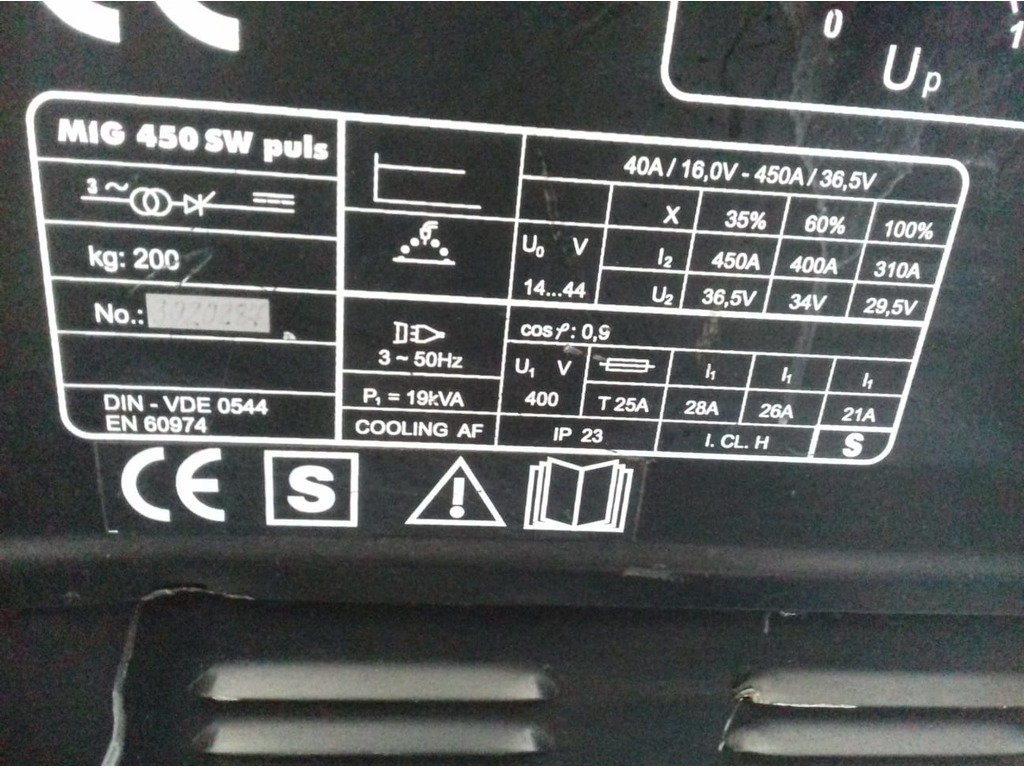 0 1
Up
MIG 450 SW puls
3~
kg: 200
No.:
DIN - VDE 0544
EN 60974
3 ~ 50Hz
P₁ = 19kVA
COOLING AF
40A / 16,0V - 450A / 36,5V
X 35% 60% 100%
U₀ V I₂ 450A 400A 310A
14...44 U₂ 36,5V 34V 29,5V
cos φ: 0,9
U₁ V I₁ I₁ I₁
400 T 25A 28A 26A 21A
IP 23 I. CL. H S
CE S